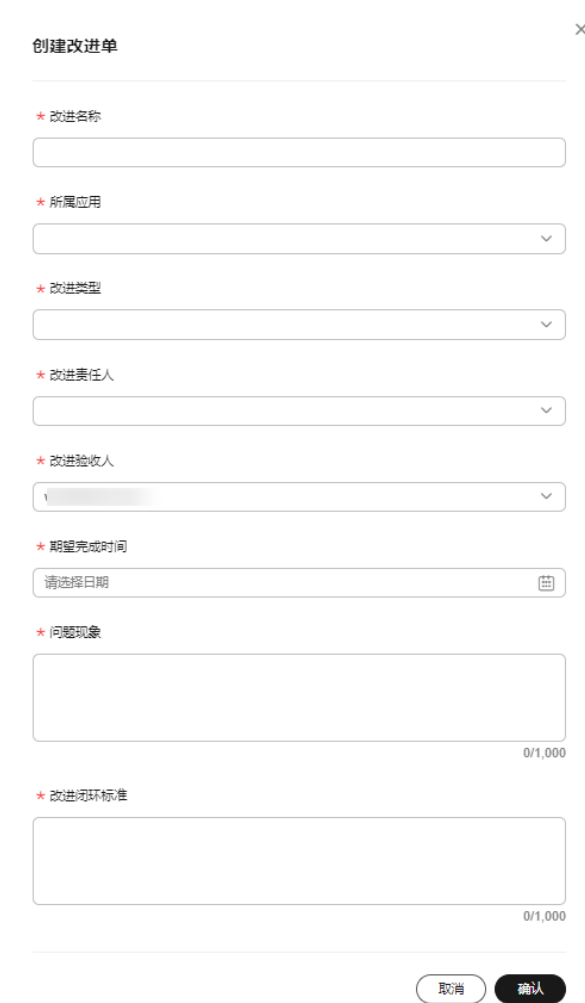 创建改进单
* 改进名称
* 所属应用
* 改进类型
* 改进责任人
* 改进验收人
* 期望完成时间
请选择日期
* 问题现象
0/1,000
* 改进闭环标准
0/1,000
取消 确认